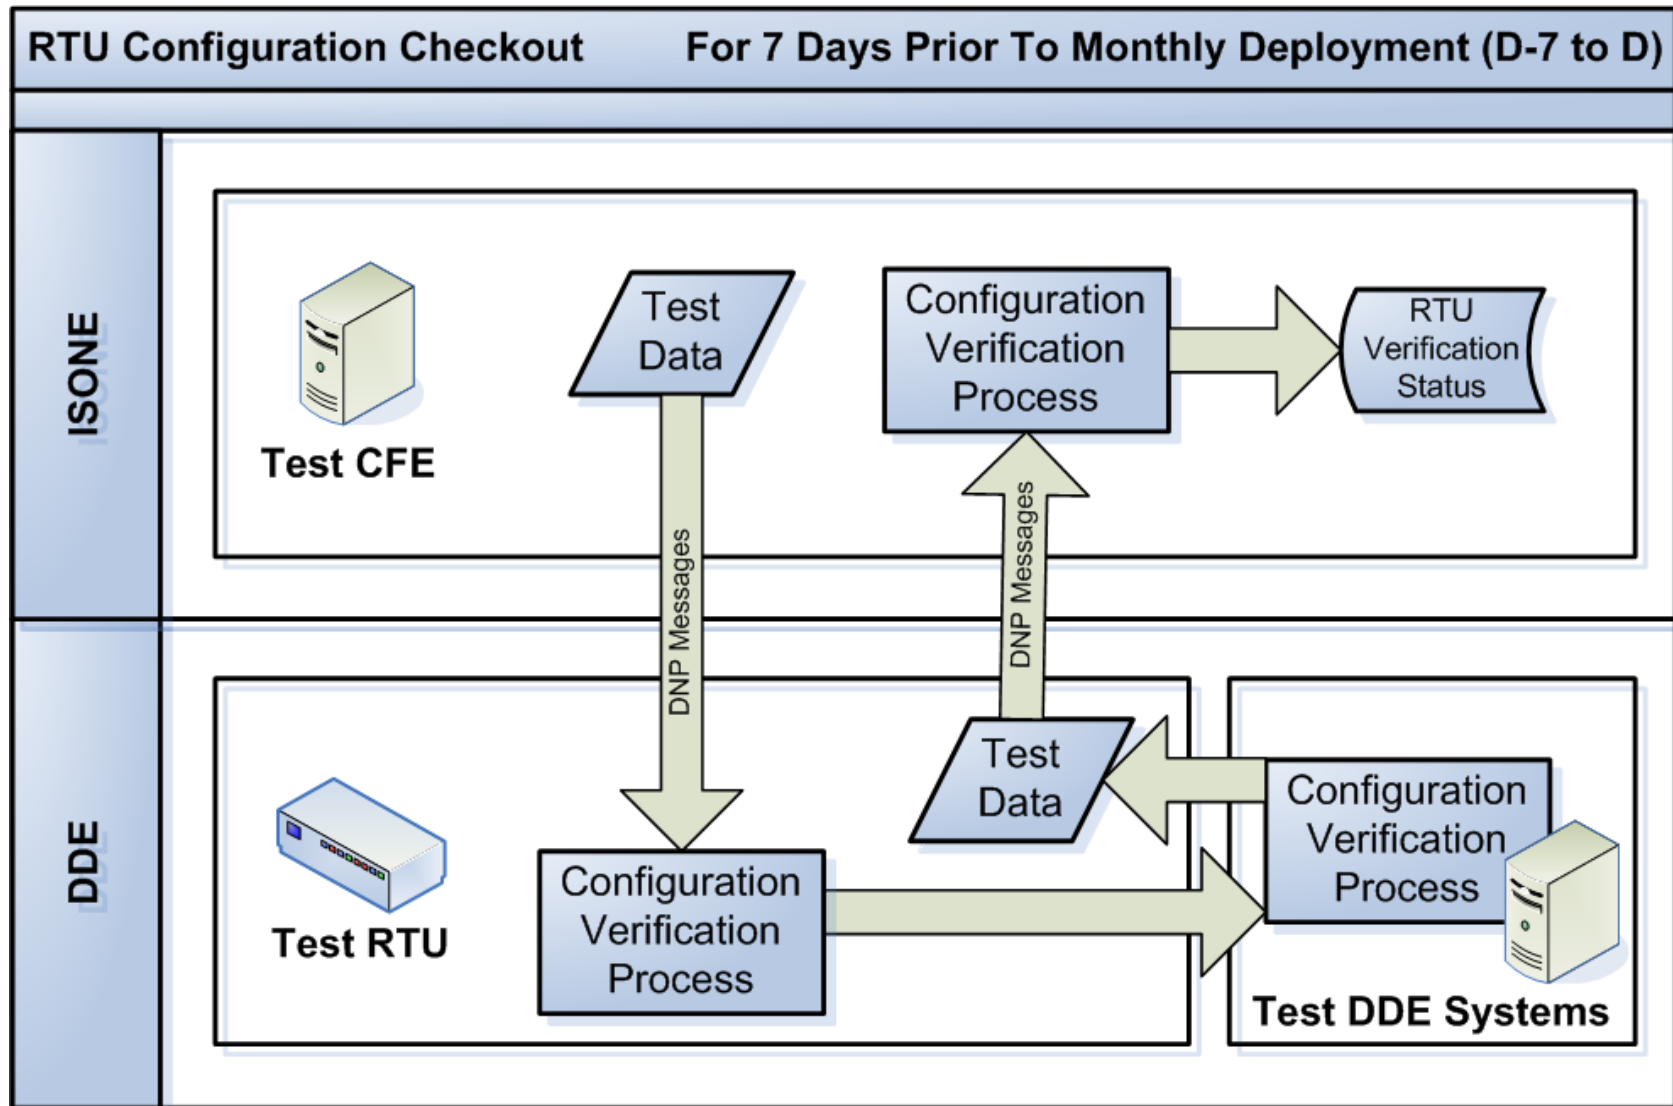 RTU Configuration Checkout For 7 Days Prior To Monthly Deployment (D-7 to D)
ISONE
Test CFE
Test
Data
Configuration
Verification
Process
RTU
Verification
Status
DNP Messages
DNP Messages
DDE
Test RTU
Configuration
Verification
Process
Test
Data
Configuration
Verification
Process
Test DDE Systems